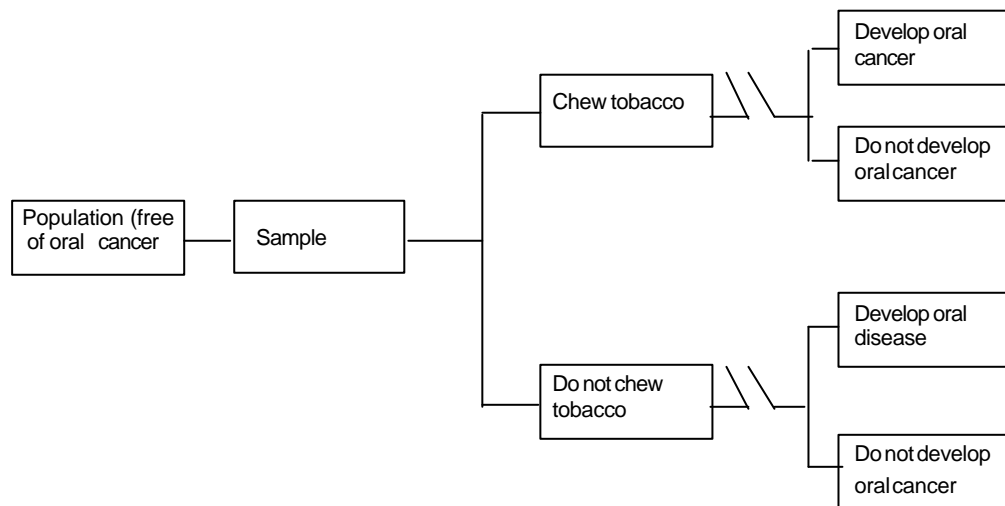 Develop oral
cancer
Chew tobacco
Do not develop
oral cancer
Population (free
of oral cancer
Sample
Develop oral
disease
Do not chew
tobacco
Do not develop
oral cancer